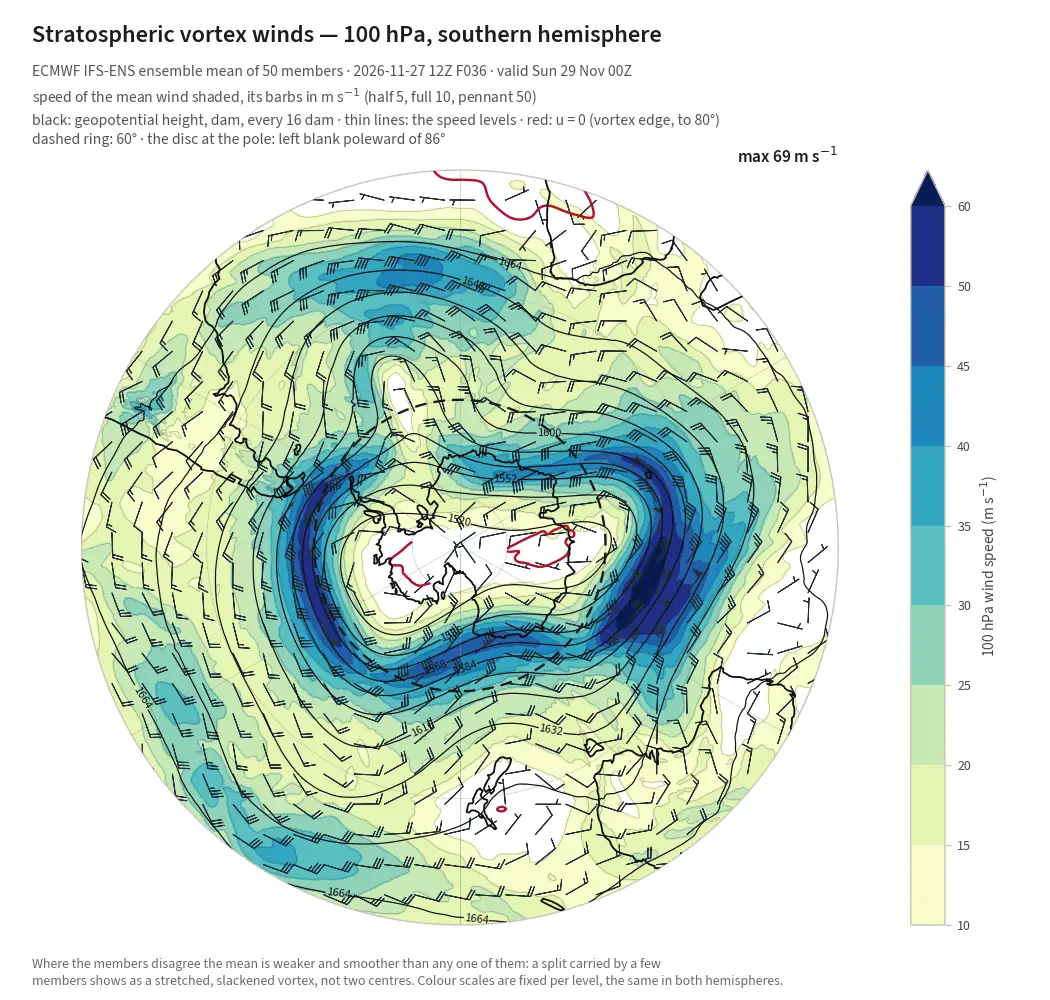 Stratospheric vortex winds — 100 hPa, southern hemisphere
ECMWF IFS-ENS ensemble mean of 50 members · 2026-11-27 12Z F036 · valid Sun 29 Nov 00Z
speed of the mean wind shaded, its barbs in m s⁻¹ (half 5, full 10, pennant 50)
black: geopotential height, dam, every 16 dam · thin lines: the speed levels · red: u = 0 (vortex edge, to 80°)
dashed ring: 60° · the disc at the pole: left blank poleward of 86°
max 69 m s⁻¹
60
50
45
40
35
30
25
20
15
10
100 hPa wind speed (m s⁻¹)
1664
1600
1552
1520
1584
1616
1632
1664
1664
1664
Where the members disagree the mean is weaker and smoother than any one of them: a split carried by a few
members shows as a stretched, slackened vortex, not two centres. Colour scales are fixed per level, the same in both hemispheres.